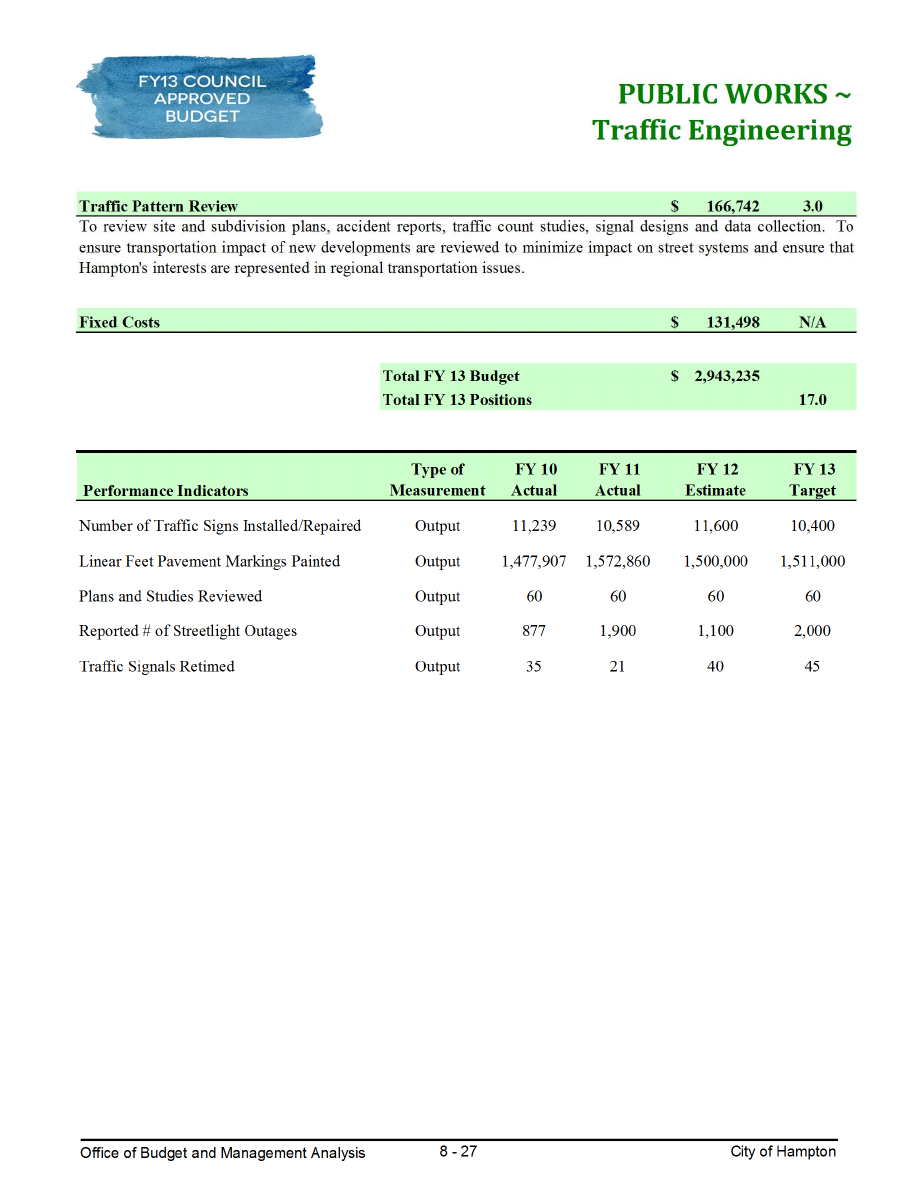 FY13 COUNCIL
APPROVED
BUDGET
PUBLIC WORKS ~
Traffic Engineering
Traffic Pattern Review $ 166,742 3.0
To review site and subdivision plans, accident reports, traffic count studies, signal designs and data collection. To
ensure transportation impact of new developments are reviewed to minimize impact on street systems and ensure that
Hampton's interests are represented in regional transportation issues.
Fixed Costs $ 131,498 N/A
Total FY 13 Budget $ 2,943,235
Total FY 13 Positions 17.0
Type of FY 10 FY 11 FY 12 FY 13
Performance Indicators Measurement Actual Actual Estimate Target
Number of Traffic Signs Installed/Repaired Output 11,239 10,589 11,600 10,400
Linear Feet Pavement Markings Painted Output 1,477,907 1,572,860 1,500,000 1,511,000
Plans and Studies Reviewed Output 60 60 60 60
Reported # of Streetlight Outages Output 877 1,900 1,100 2,000
Traffic Signals Retimed Output 35 21 40 45
Office of Budget and Management Analysis 8 - 27 City of Hampton